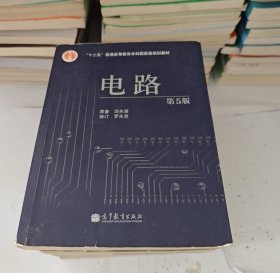 "十二五"普通高等教育本科国家级规划教材
电路
第5版
原著 邱关源
修订 罗先觉
高等教育出版社